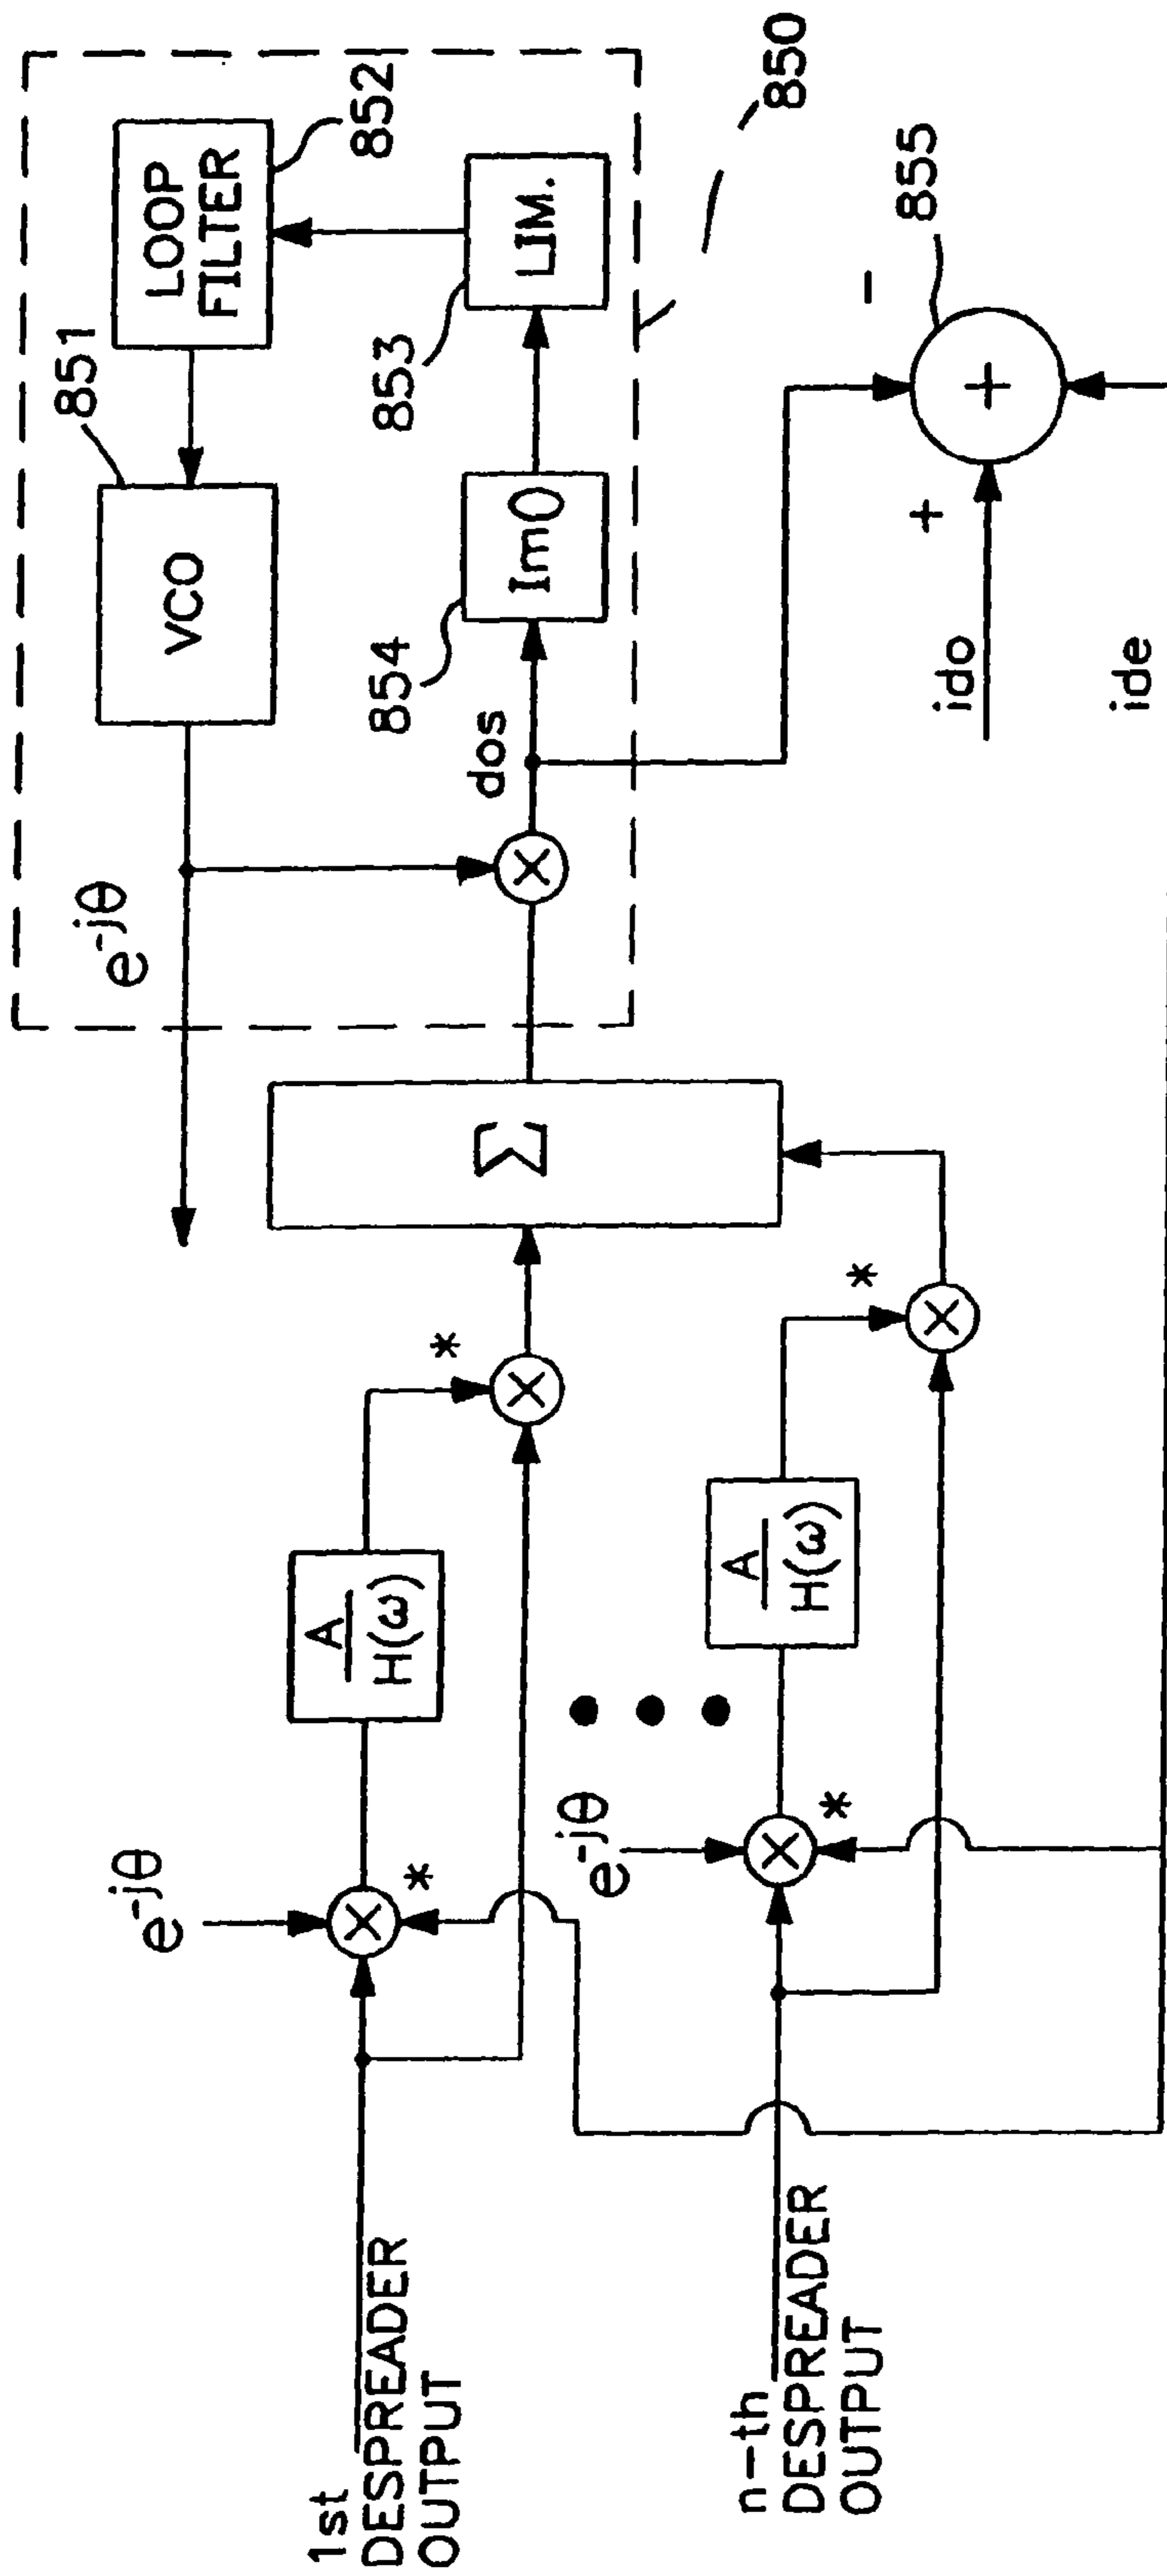 1st
DESPREADER
OUTPUT
n-th
DESPREADER
OUTPUT
e^-jθ
*
A
H(ω)
*
e^-jθ
*
A
H(ω)
*
Σ
e^-jθ
VCO
851
LOOP
FILTER
852
dos
Im()
854
LIM.
853
850
ido
+
ide
+
-
855